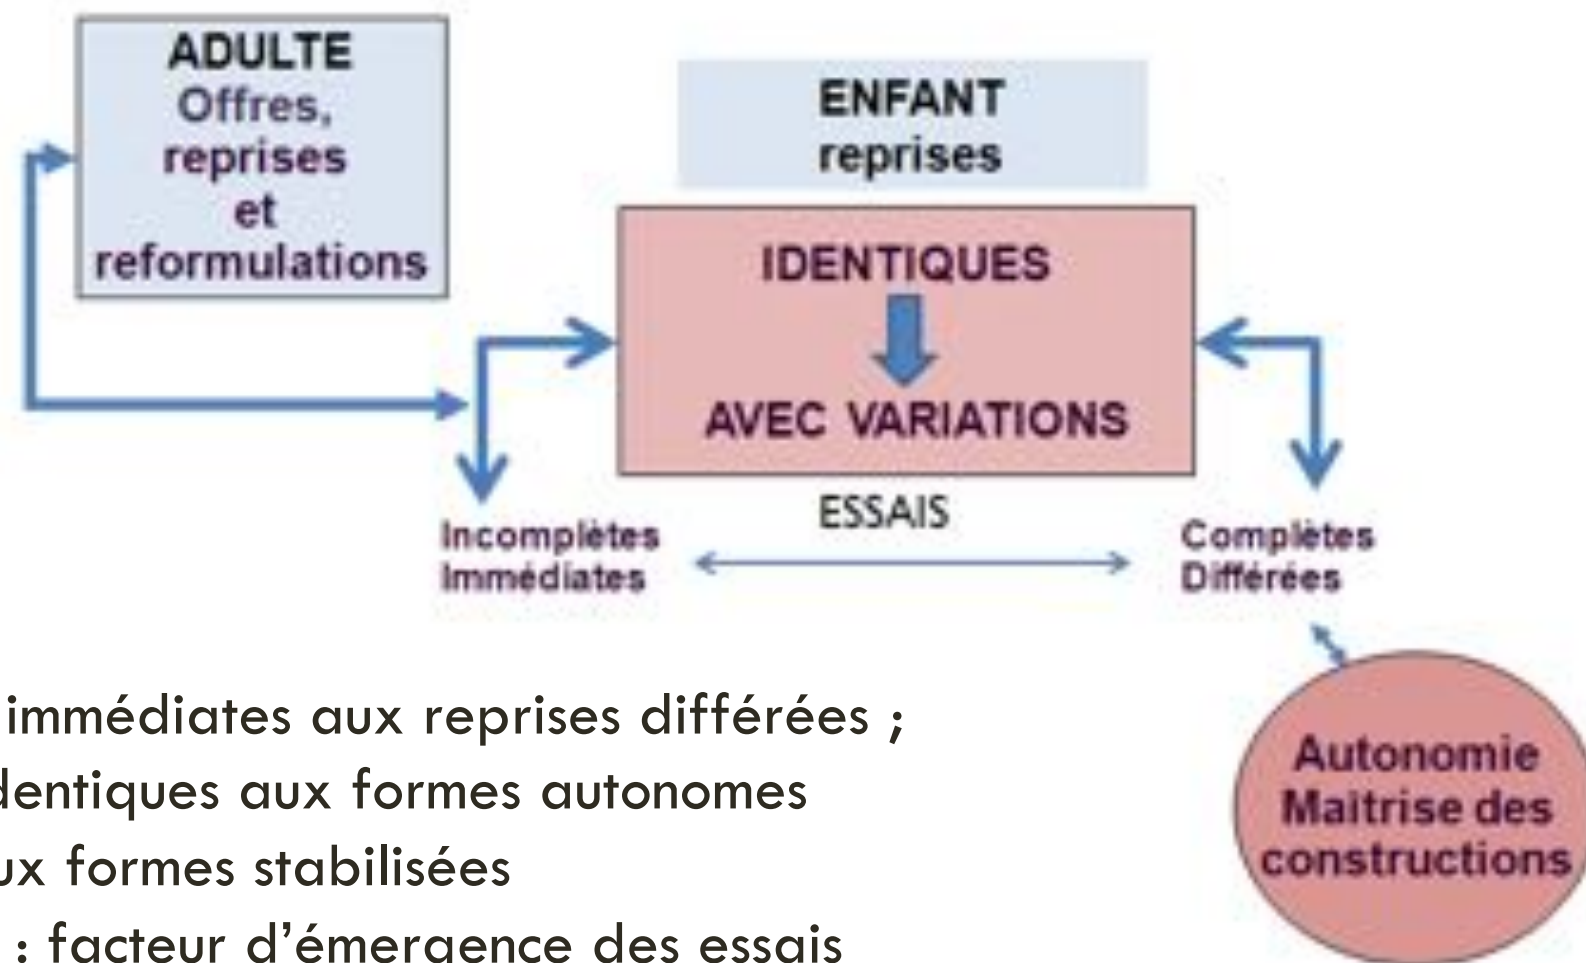 ADULTE
Offres,
reprises
et
reformulations
ENFANT
reprises
IDENTIQUES
AVEC VARIATIONS
ESSAIS
Incomplètes
Immédiates
Complètes
Différées
Autonomie
Maîtrise des
constructions
immédiates aux reprises différées ;
dentiques aux formes autonomes
ux formes stabilisées
: facteur d'émergence des essais